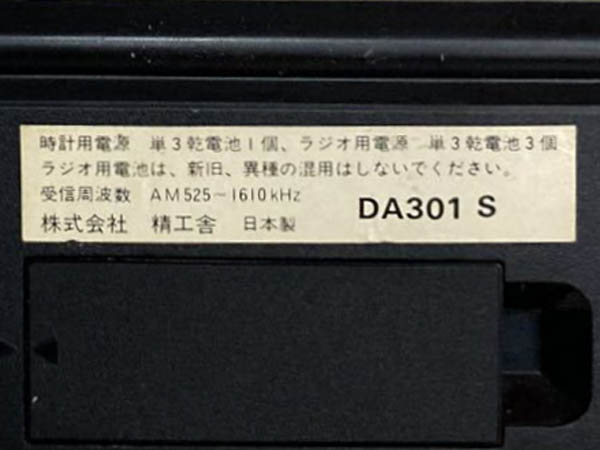 時計用電源 単3乾電池1個、ラジオ用電源 単3乾電池3個
ラジオ用電池は、新旧、異種の混用はしないでください。
受信周波数 AM525~1610kHz
株式会社 精工舎 日本製 DA301 S